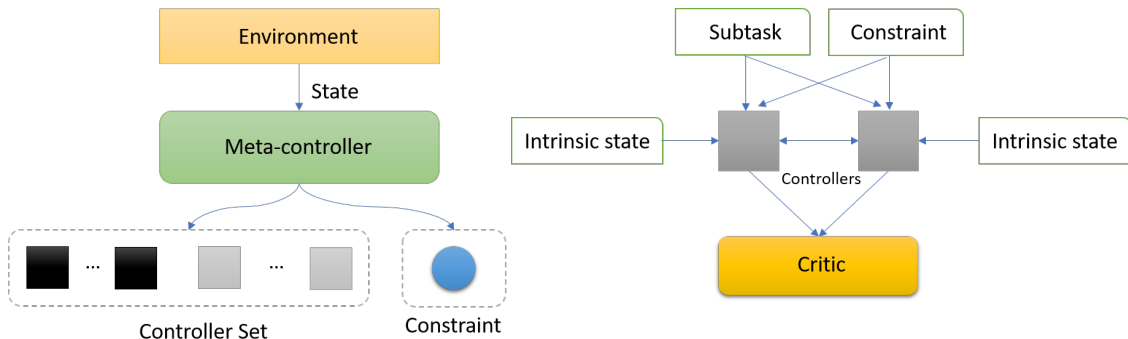 Environment
State
Meta-controller
...
...
Controller Set
Constraint
Subtask
Constraint
Intrinsic state
Intrinsic state
Controllers
Critic